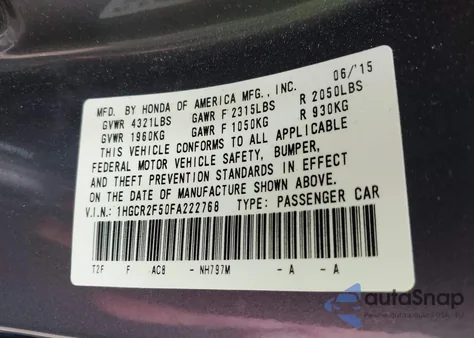 MFD. BY HONDA OF AMERICA MFG., INC. 06/'15
GVWR 4321LBS GAWR F 2315LBS R 2050LBS
GVWR 1960KG GAWR F 1050KG R 930KG
THIS VEHICLE CONFORMS TO ALL APPLICABLE
FEDERAL MOTOR VEHICLE SAFETY, BUMPER,
AND THEFT PREVENTION STANDARDS IN EFFECT
ON THE DATE OF MANUFACTURE SHOWN ABOVE.
V.I.N.: 1HGCR2F50FA222768 TYPE: PASSENGER CAR
T2F F AC8 - NH797M - A - A
autaSnap